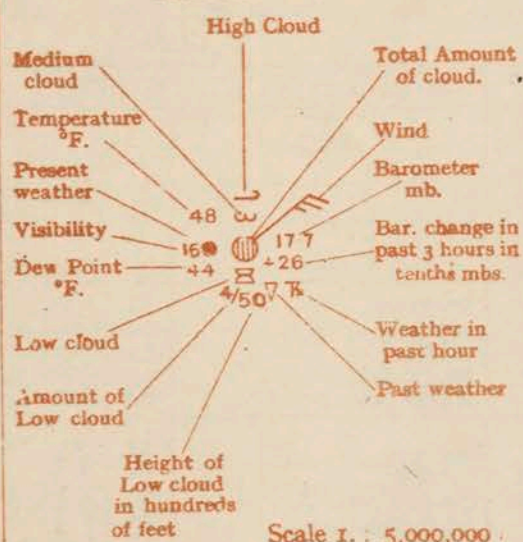 High Cloud
Medium
cloud
Total Amount
of cloud.
Temperature
°F.
Wind
Present
weather
Barometer
mb.
48
Visibility
16
177
Bar. change in
past 3 hours in
tenths mbs.
Dew Point
°F.
44
+26
4/50
Low cloud
Weather in
past hour
Past weather
Amount of
Low cloud
Height of
Low cloud
in hundreds
of feet
Scale 1. : 5,000,000